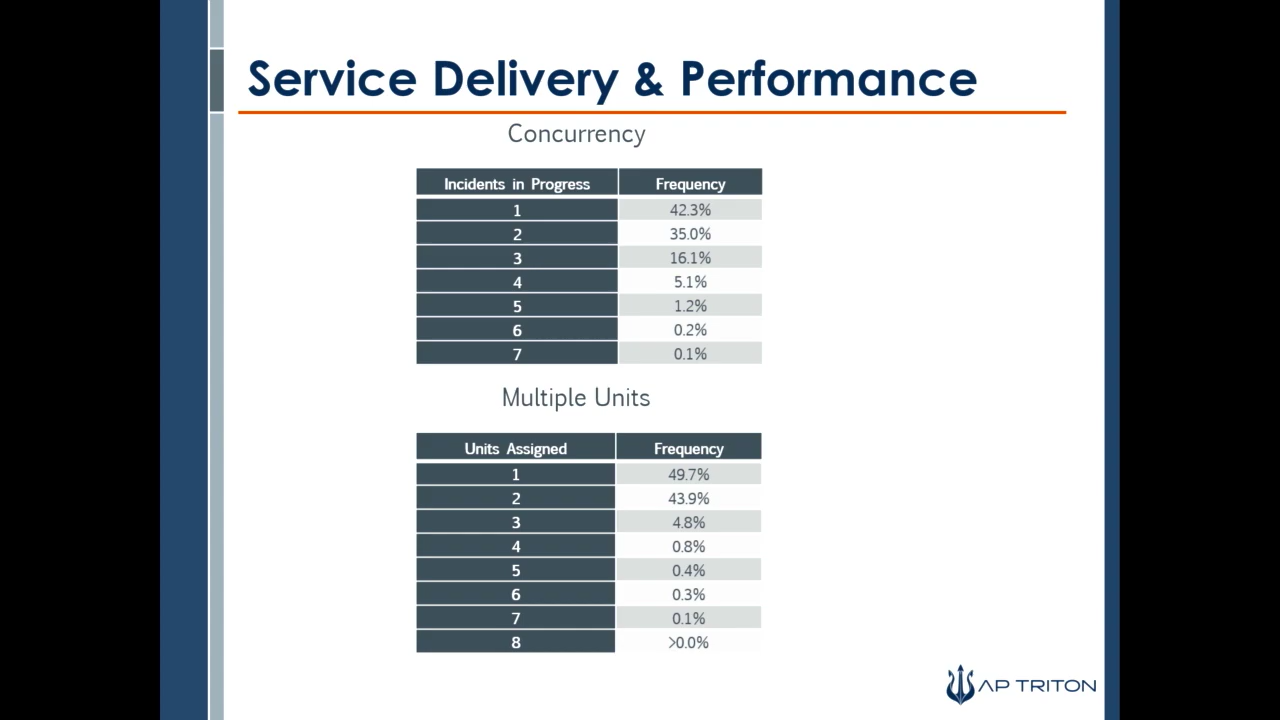 Service Delivery & Performance
Concurrency
Incidents in Progress Frequency
1 42.3%
2 35.0%
3 16.1%
4 5.1%
5 1.2%
6 0.2%
7 0.1%
Multiple Units
Units Assigned Frequency
1 49.7%
2 43.9%
3 4.8%
4 0.8%
5 0.4%
6 0.3%
7 0.1%
8 >0.0%
AP TRITON